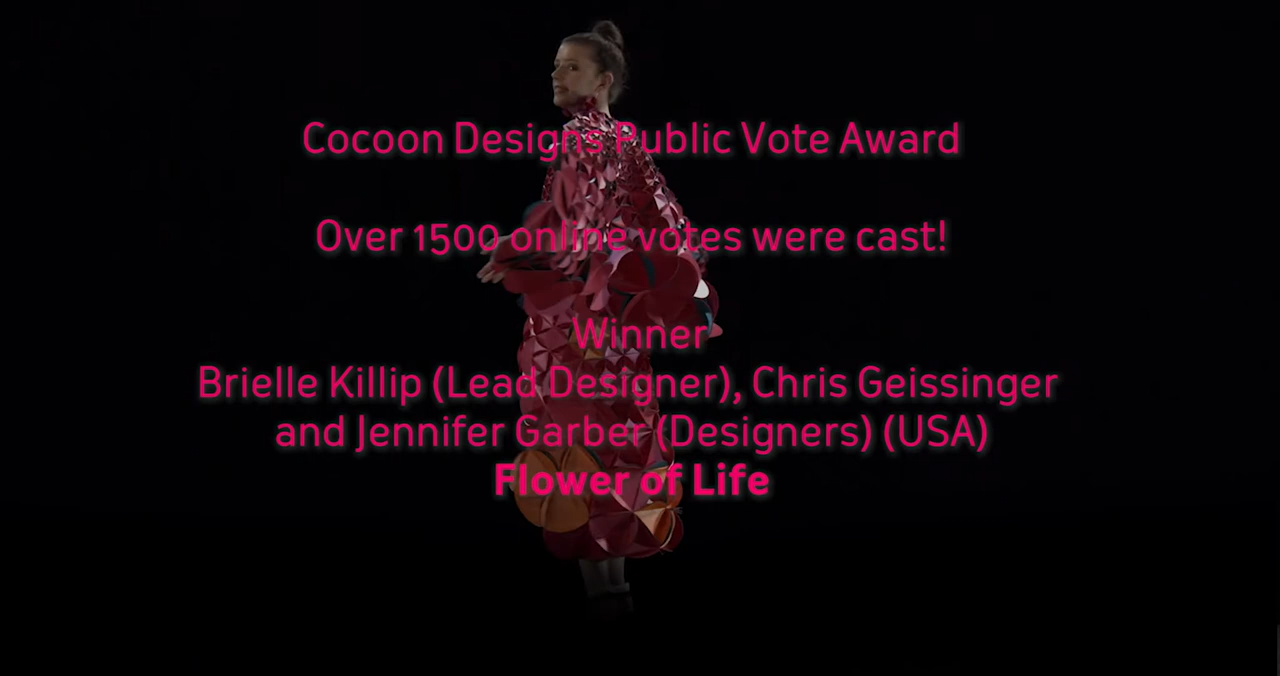 Cocoon Designs Public Vote Award
Over 1500 online votes were cast!
Winner
Brielle Killip (Lead Designer), Chris Geissinger
and Jennifer Garber (Designers) (USA)
Flower of Life